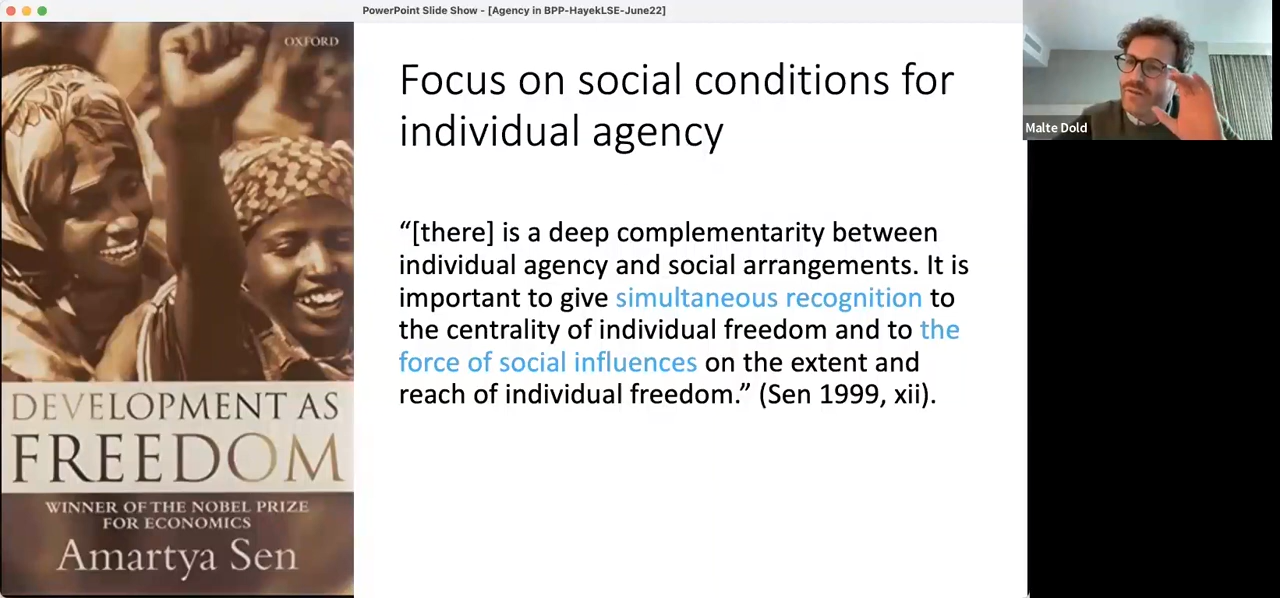 PowerPoint Slide Show - [Agency in BPP-HayekLSE-June22]
OXFORD
DEVELOPMENT AS
FREEDOM
WINNER OF THE NOBEL PRIZE
FOR ECONOMICS
Amartya Sen
Focus on social conditions for
individual agency
“[there] is a deep complementarity between
individual agency and social arrangements. It is
important to give simultaneous recognition to
the centrality of individual freedom and to the
force of social influences on the extent and
reach of individual freedom.” (Sen 1999, xii).
Malte Dold